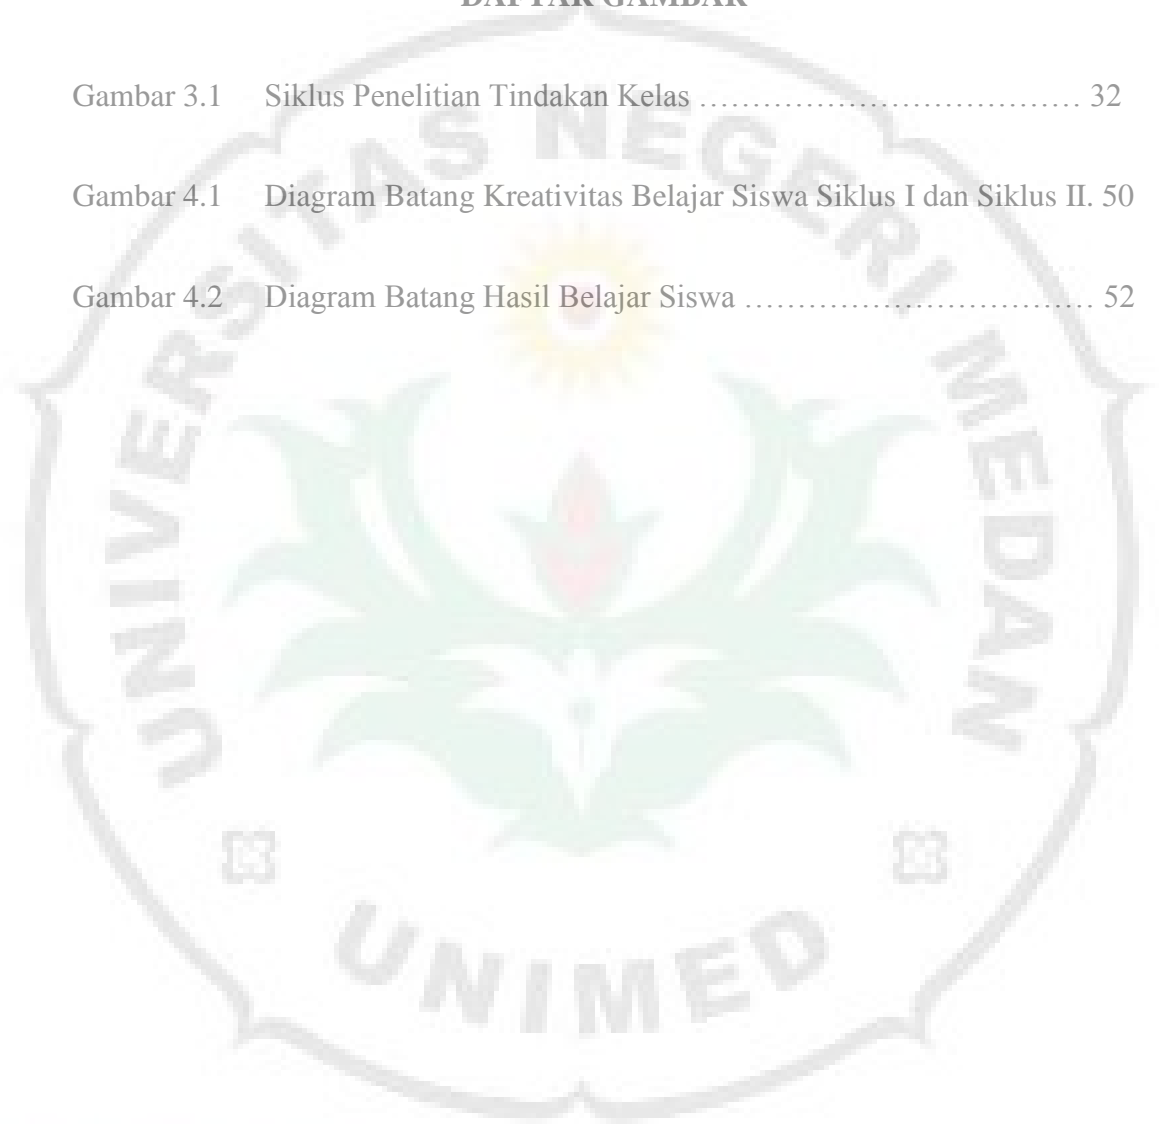 DAFTAR GAMBAR
Gambar 3.1 Siklus Penelitian Tindakan Kelas ………………………………. 32
Gambar 4.1 Diagram Batang Kreativitas Belajar Siswa Siklus I dan Siklus II. 50
Gambar 4.2 Diagram Batang Hasil Belajar Siswa ……………………………. 52
UNIVERSITAS NEGERI MEDAN
UNIMED